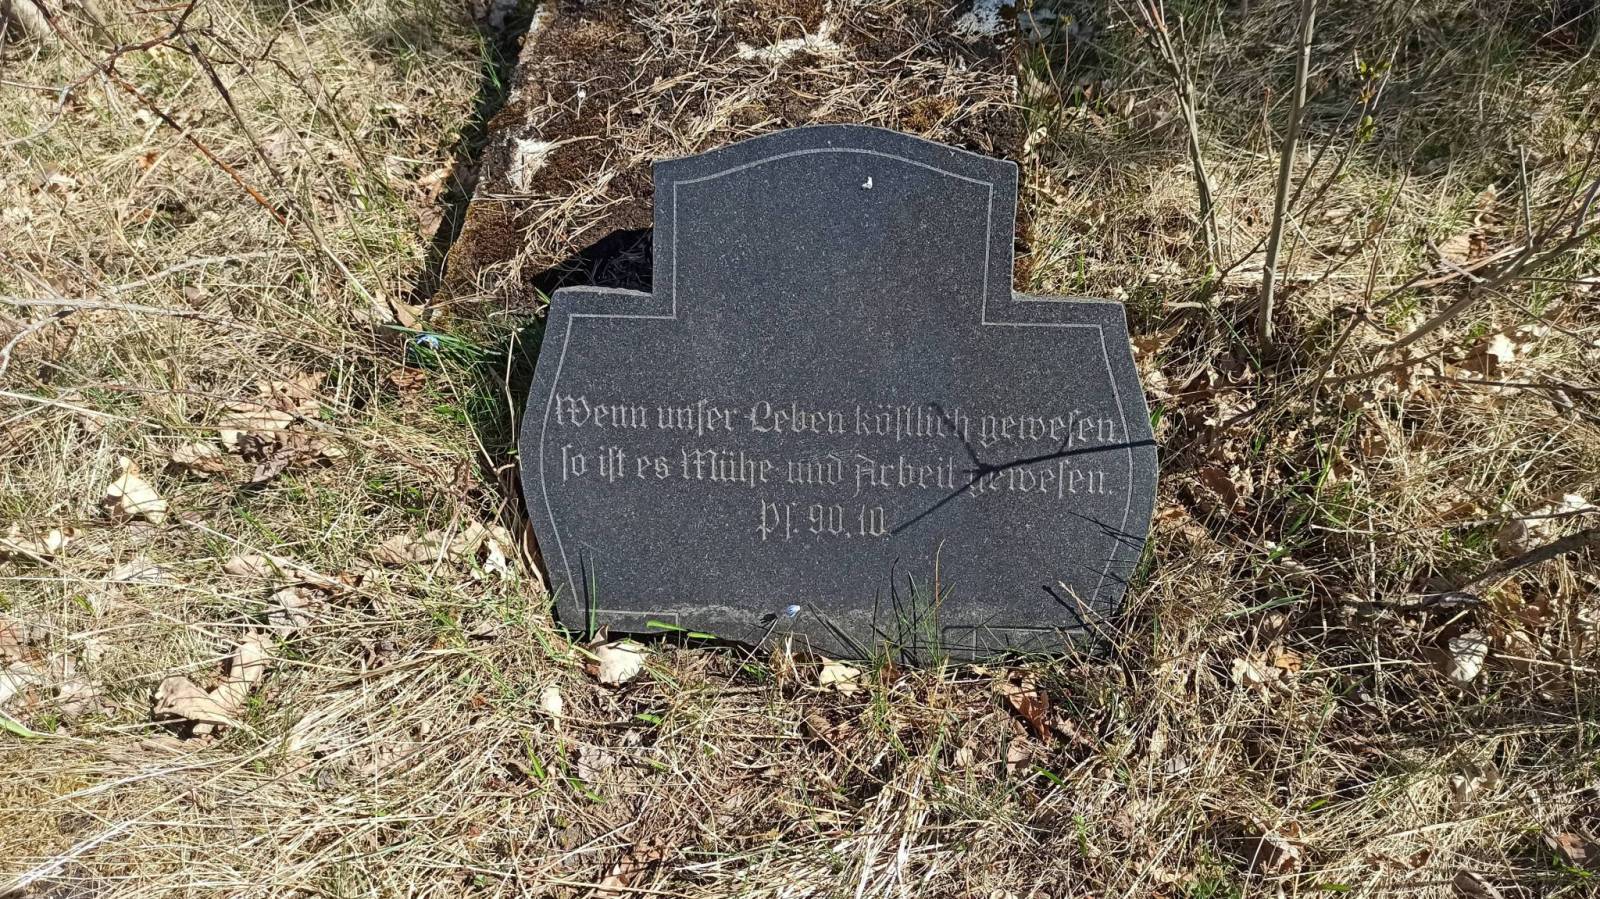 Wenn unser Leben köstlich gewesen,
so ist es Mühe und Arbeit gewesen.
Ps. 90. 10.